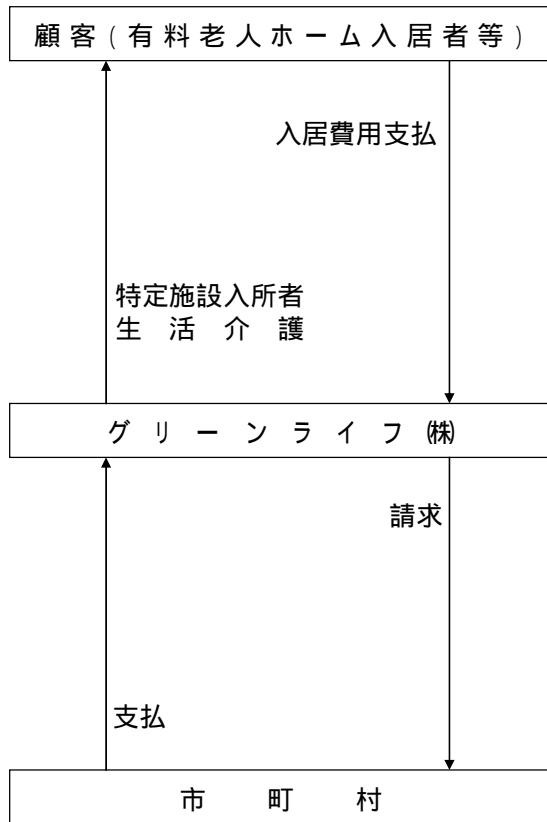 顧客(有料老人ホーム入居者等)
入居費用支払
特定施設入所者
生活介護
グリーンライフ㈱
請求
支払
市町村